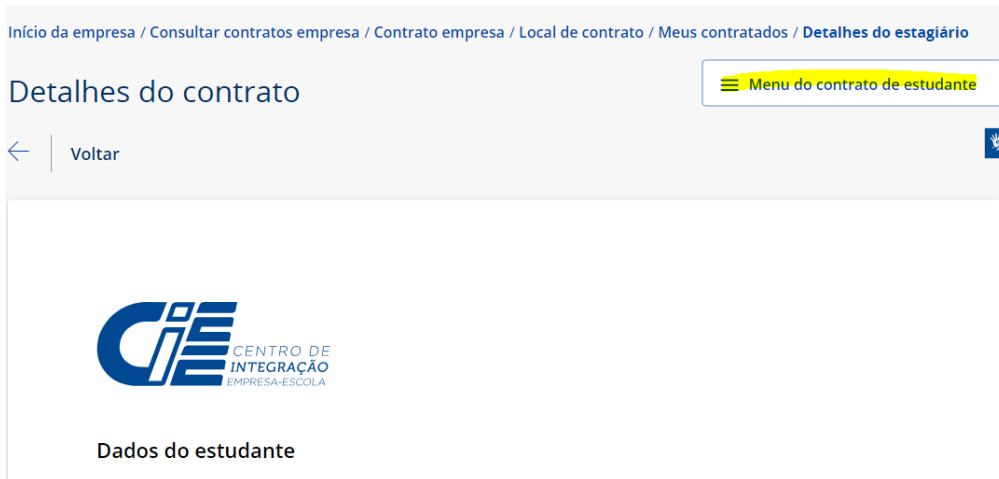 Início da empresa / Consultar contratos empresa / Contrato empresa / Local de contrato / Meus contratados / Detalhes do estagiário
Detalhes do contrato
Menu do contrato de estudante
Voltar
CIEE
CENTRO DE
INTEGRAÇÃO
EMPRESA-ESCOLA
Dados do estudante